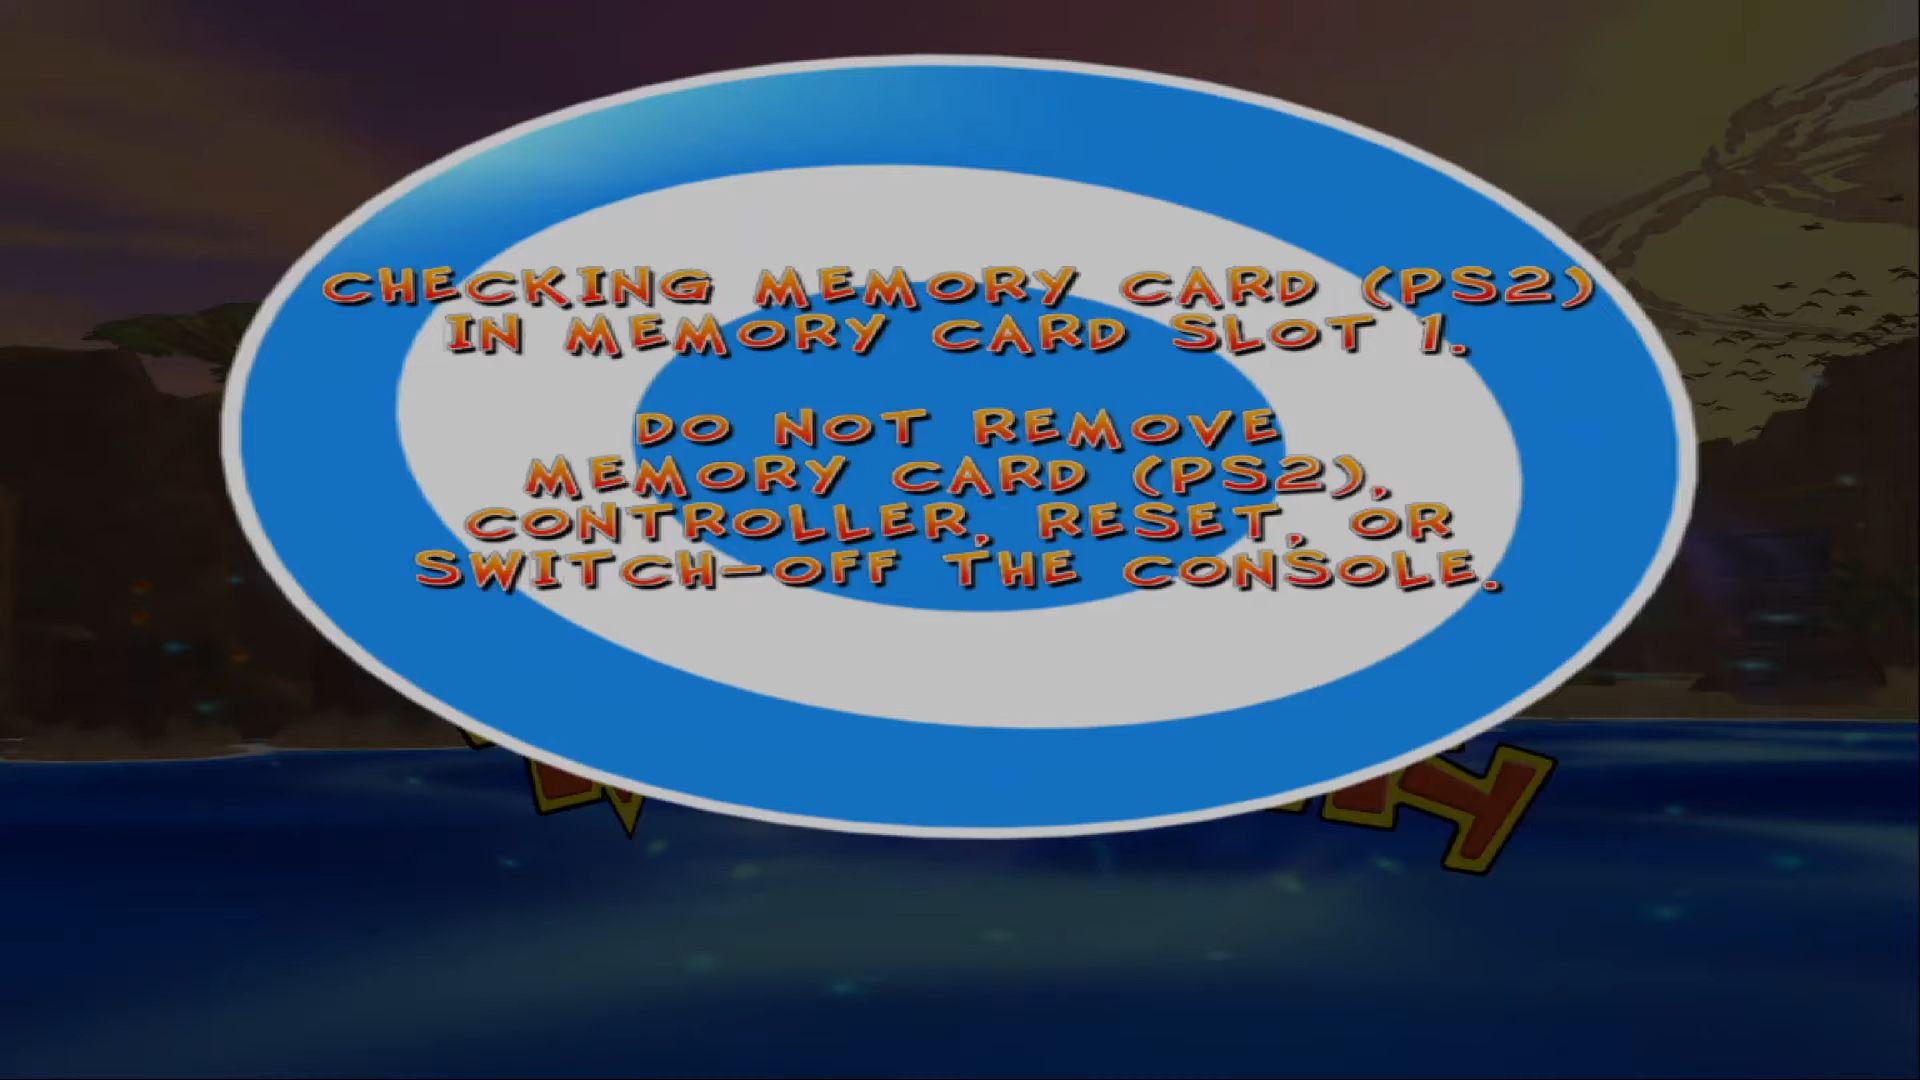 CHECKING MEMORY CARD (PS2)
IN MEMORY CARD SLOT 1.
DO NOT REMOVE
MEMORY CARD (PS2),
CONTROLLER, RESET, OR
SWITCH-OFF THE CONSOLE.